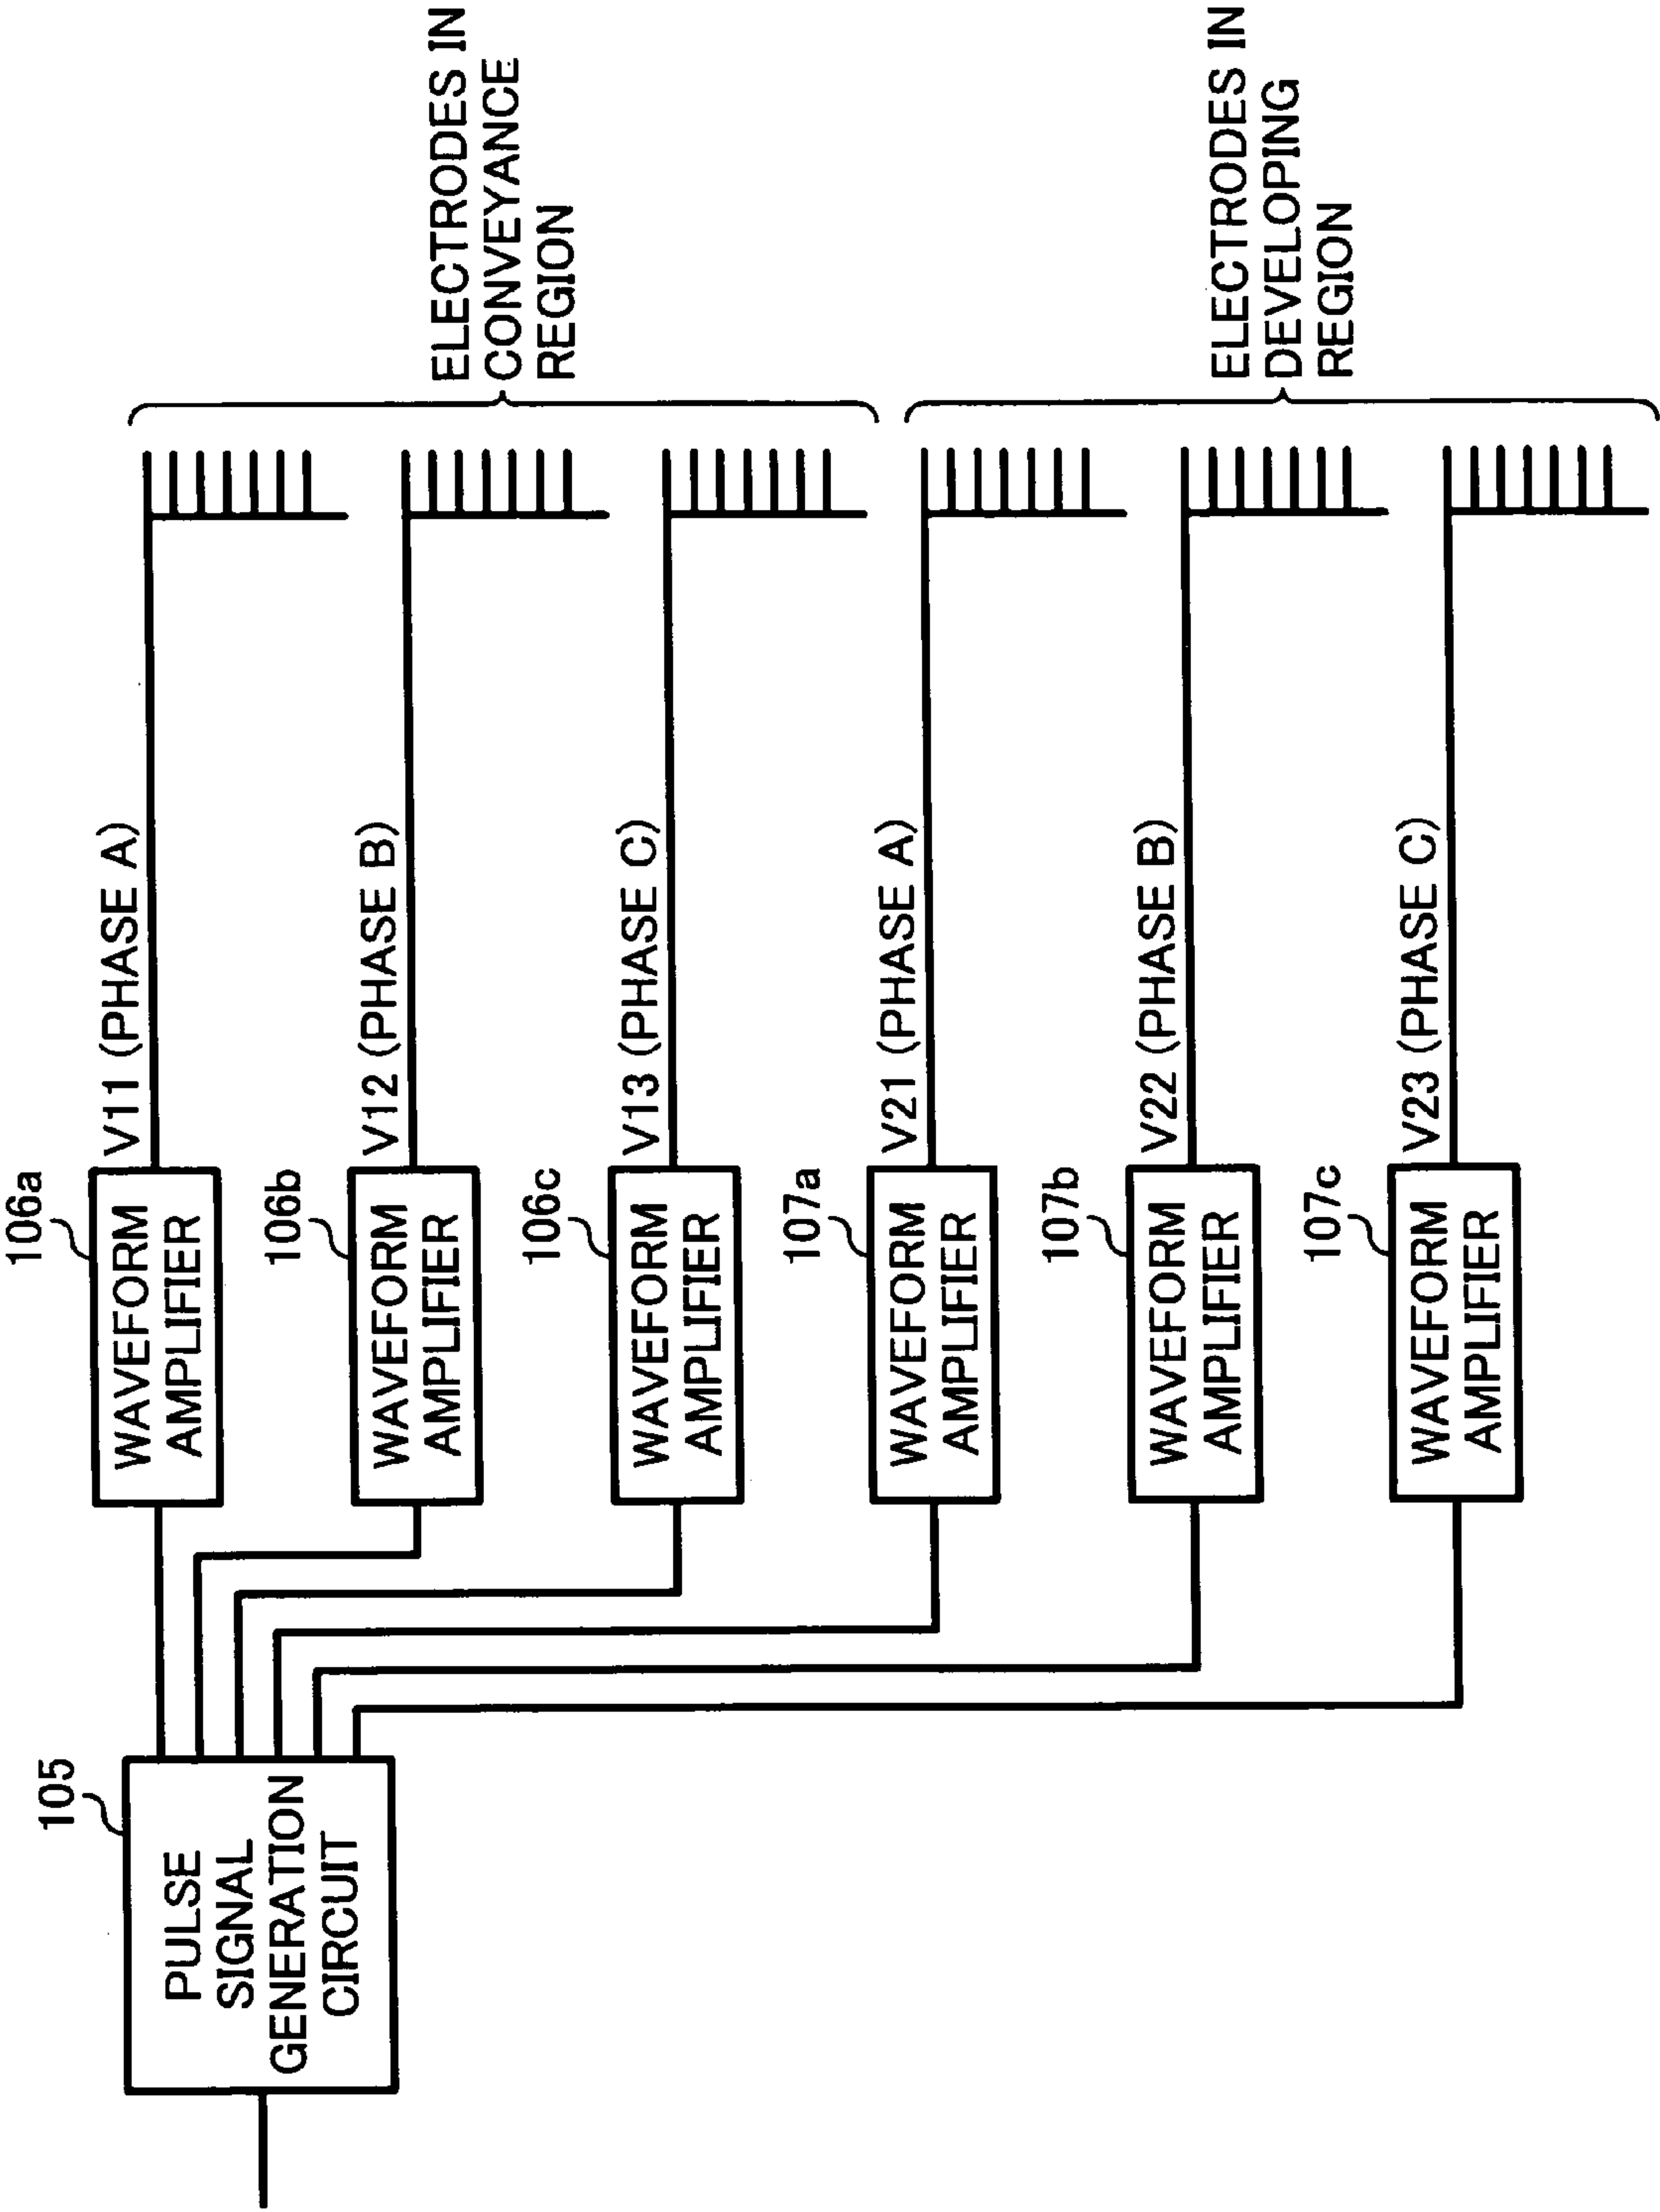 105
PULSE
SIGNAL
GENERATION
CIRCUIT
106a
WAVEFORM
AMPLIFIER
V11 (PHASE A)
106b
WAVEFORM
AMPLIFIER
V12 (PHASE B)
106c
WAVEFORM
AMPLIFIER
V13 (PHASE C)
ELECTRODES IN
CONVEYANCE
REGION
107a
WAVEFORM
AMPLIFIER
V21 (PHASE A)
107b
WAVEFORM
AMPLIFIER
V22 (PHASE B)
107c
WAVEFORM
AMPLIFIER
V23 (PHASE C)
ELECTRODES IN
DEVELOPING
REGION